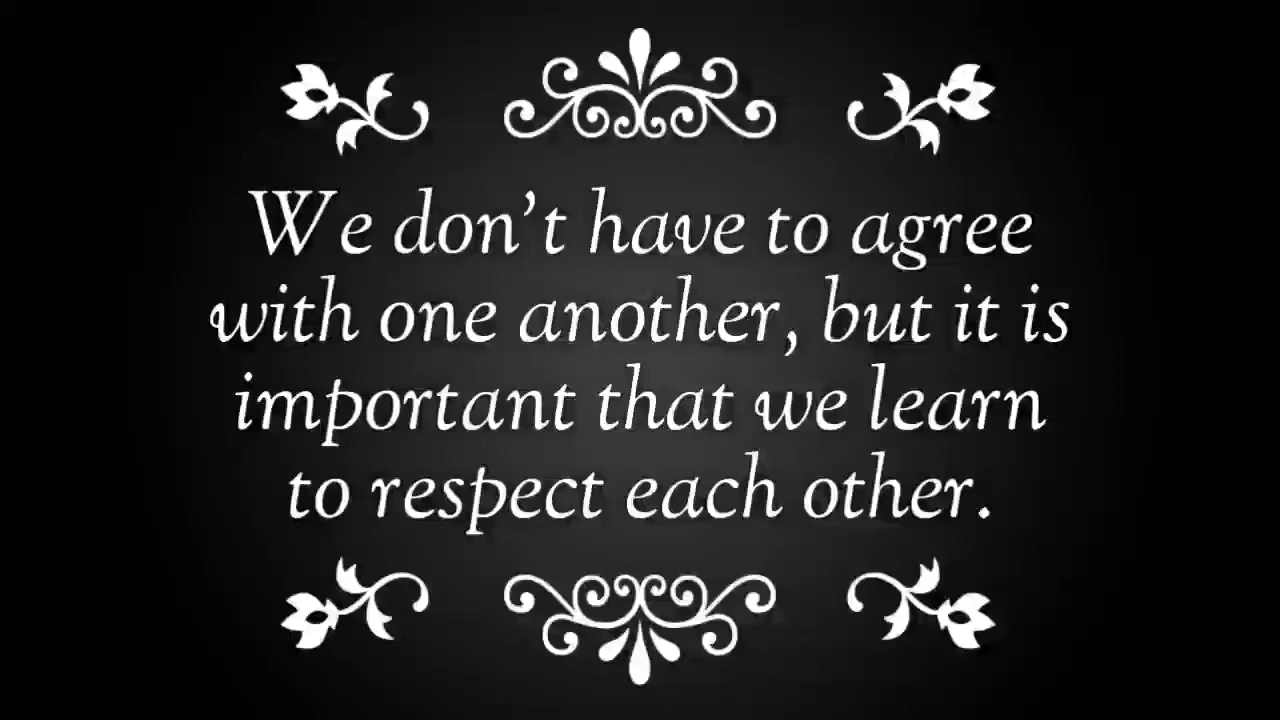 We don't have to agree
with one another, but it is
important that we learn
to respect each other.